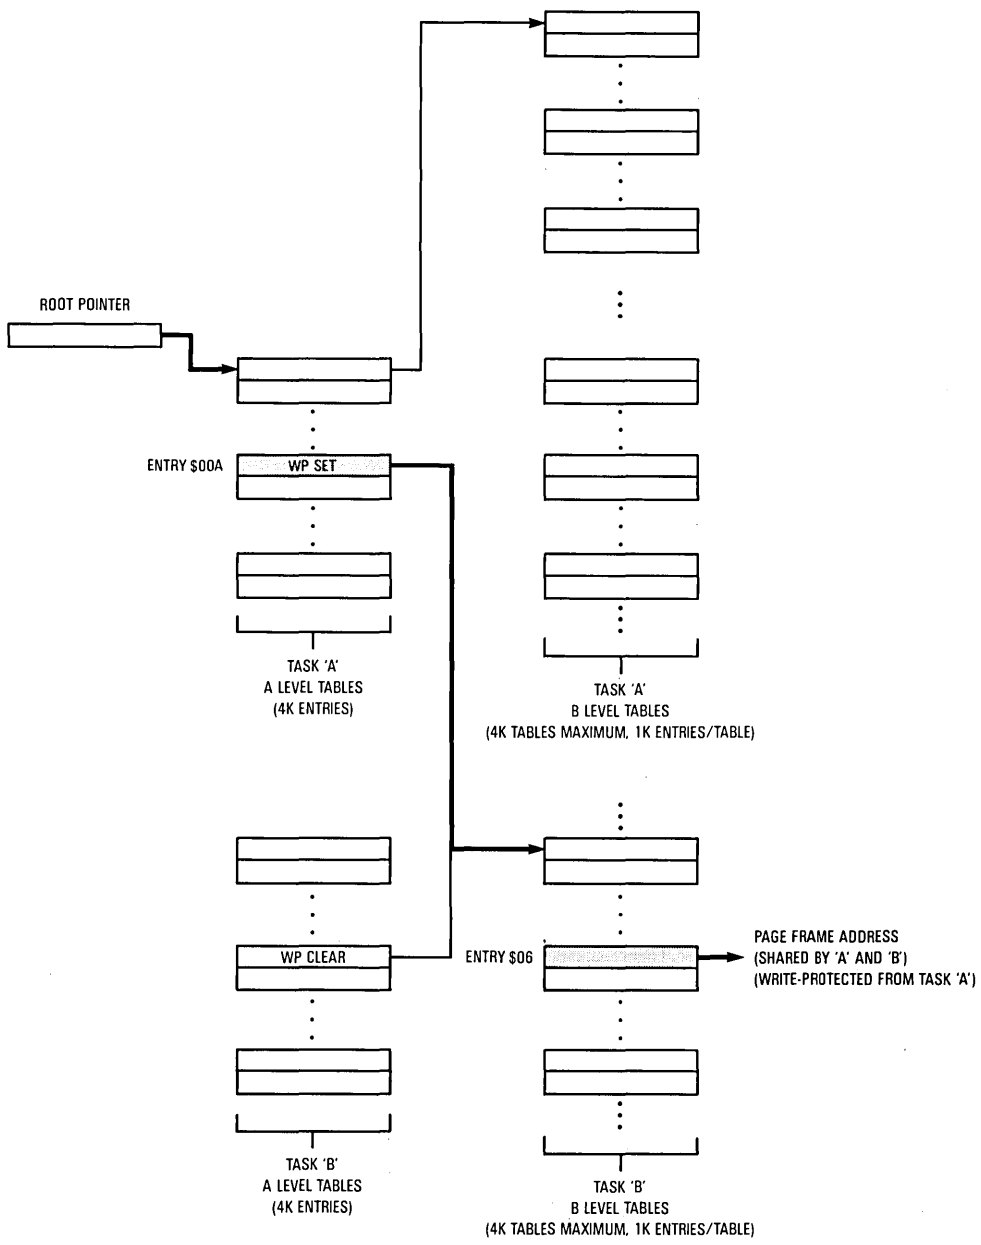 ROOT POINTER
ENTRY $00A
WP SET
TASK 'A'
A LEVEL TABLES
(4K ENTRIES)
TASK 'A'
B LEVEL TABLES
(4K TABLES MAXIMUM, 1K ENTRIES/TABLE)
WP CLEAR
ENTRY $06
PAGE FRAME ADDRESS
(SHARED BY 'A' AND 'B')
(WRITE-PROTECTED FROM TASK 'A')
TASK 'B'
A LEVEL TABLES
(4K ENTRIES)
TASK 'B'
B LEVEL TABLES
(4K TABLES MAXIMUM, 1K ENTRIES/TABLE)